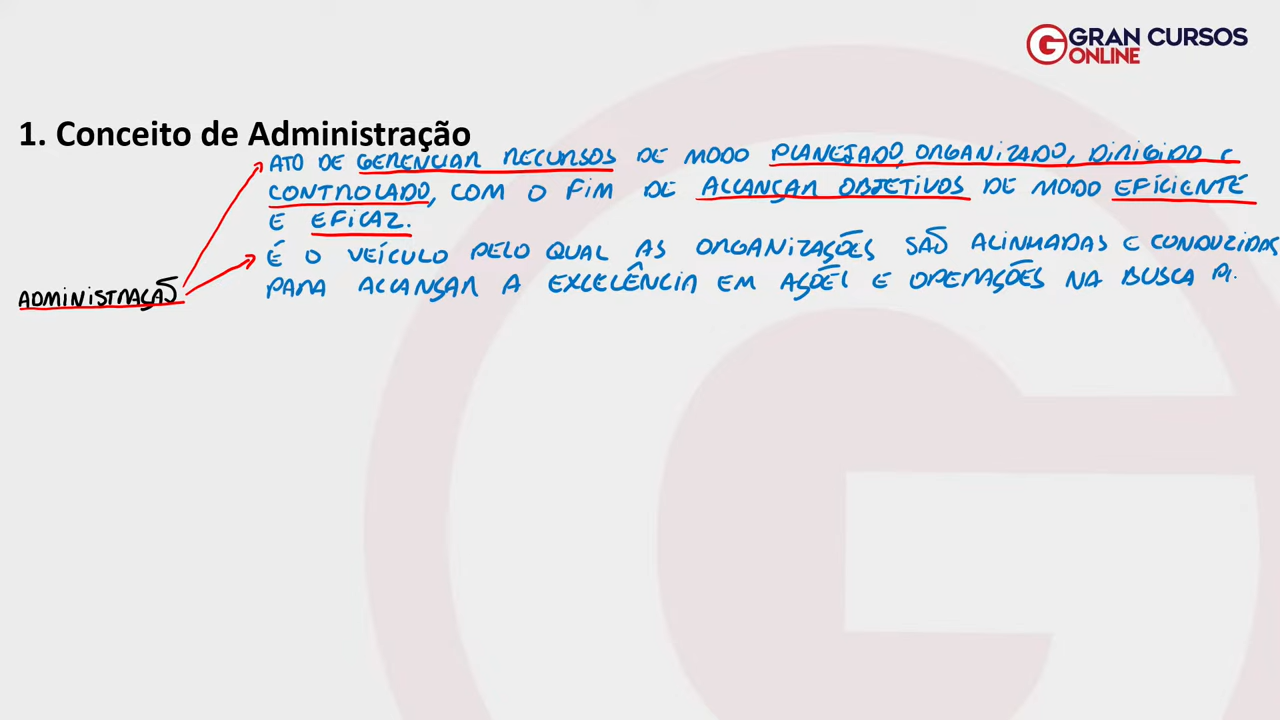 GRAN CURSOS
ONLINE
1. Conceito de Administração
ATO DE GERENCIAR RECURSOS DE MODO PLANEJADO, ORGANIZADO, DIRIGIDO E
CONTROLADO, COM O FIM DE ALCANÇAR OBJETIVOS DE MODO EFICIENTE
E EFICAZ.
É O VEÍCULO PELO QUAL AS ORGANIZAÇÕES SÃO ALINHADAS E CONDUZIDAS
PARA ALCANÇAR A EXCELÊNCIA EM AÇÕES E OPERAÇÕES NA BUSCA
ADMINISTRAÇÃO